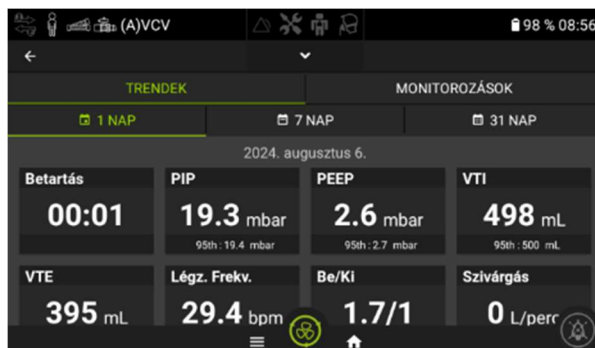 (A)VCV 98 % 08:56
TRENDEK MONITOROZÁSOK
1 NAP 7 NAP 31 NAP
2024. augusztus 6.
Betartás PIP PEEP VTI
00:01 19.3 mbar 2.6 mbar 498 mL
95th: 19.4 mbar 95th: 2.7 mbar 95th: 500 mL
VTE Légz. Frekv. Be/Ki Szivárgás
395 mL 29.4 bpm 1.7/1 0 L/perc